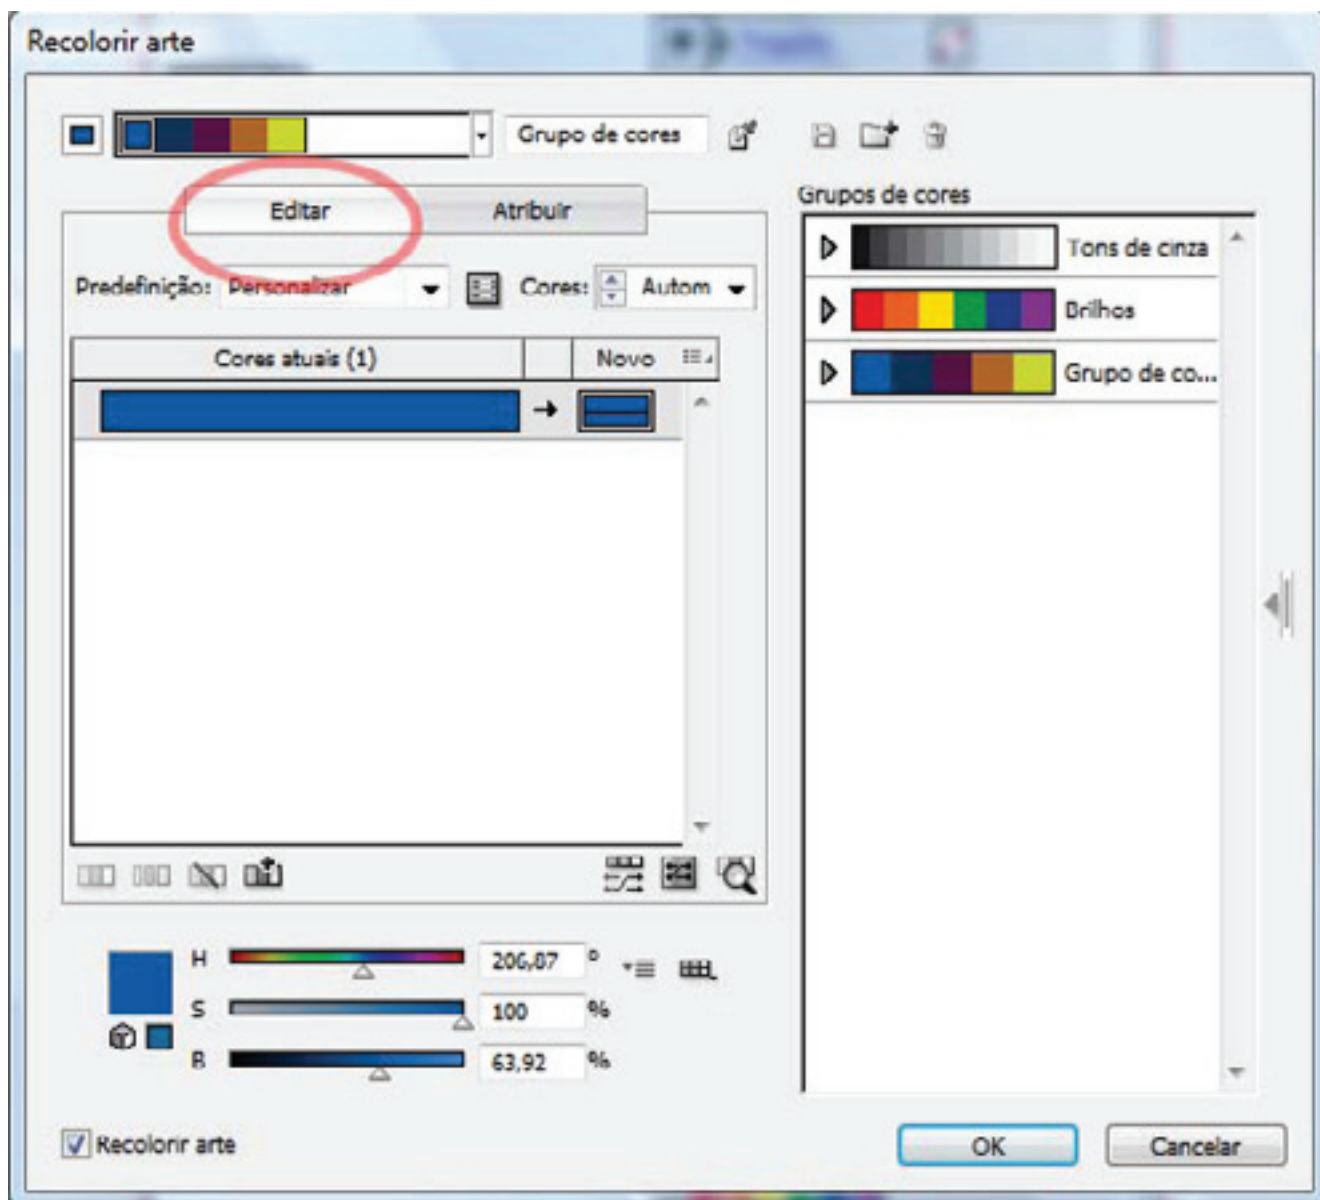 Recolorir arte
Grupo de cores
Editar
Atribuir
Predefinição: Personalizar
Cores: Autom
Cores atuais (1)
Novo
H 206,87 °
S 100 %
B 63,92 %
Grupos de cores
Tons de cinza
Brilhos
Grupo de co...
Recolorir arte
OK
Cancelar